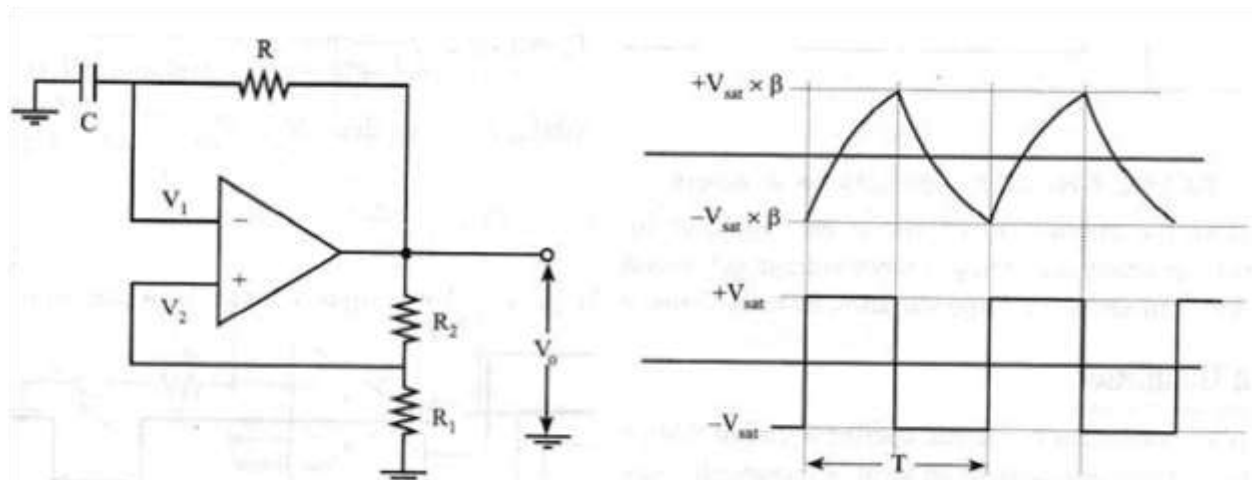 R
C
V₁
−
+
V₂
R₂
R₁
Vₒ
+Vsat × β
−Vsat × β
+Vsat
−Vsat
T